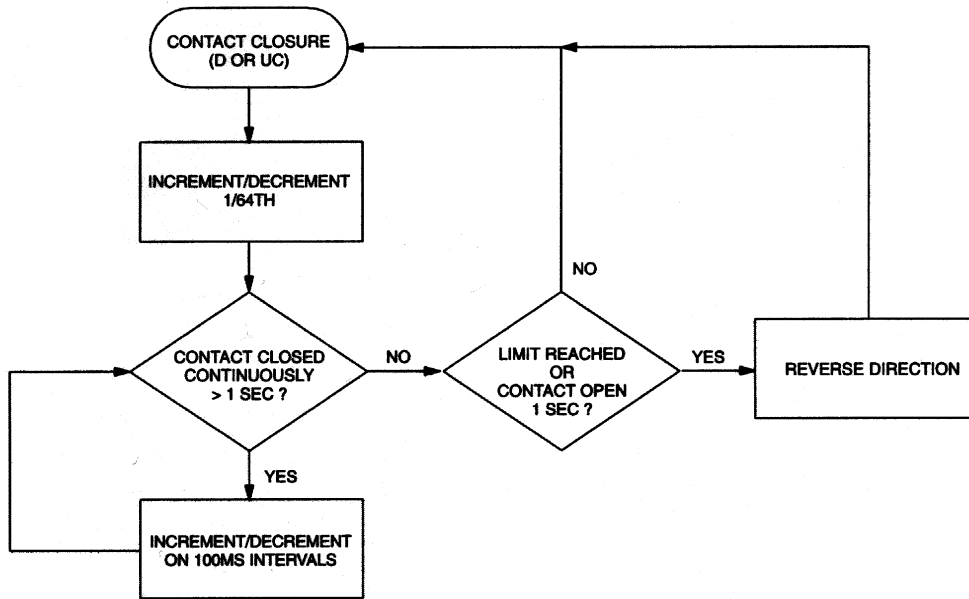 CONTACT CLOSURE
(D OR UC)
INCREMENT/DECREMENT
1/64TH
CONTACT CLOSED
CONTINUOUSLY
> 1 SEC ?
NO
YES
INCREMENT/DECREMENT
ON 100MS INTERVALS
LIMIT REACHED
OR
CONTACT OPEN
1 SEC ?
NO
YES
REVERSE DIRECTION